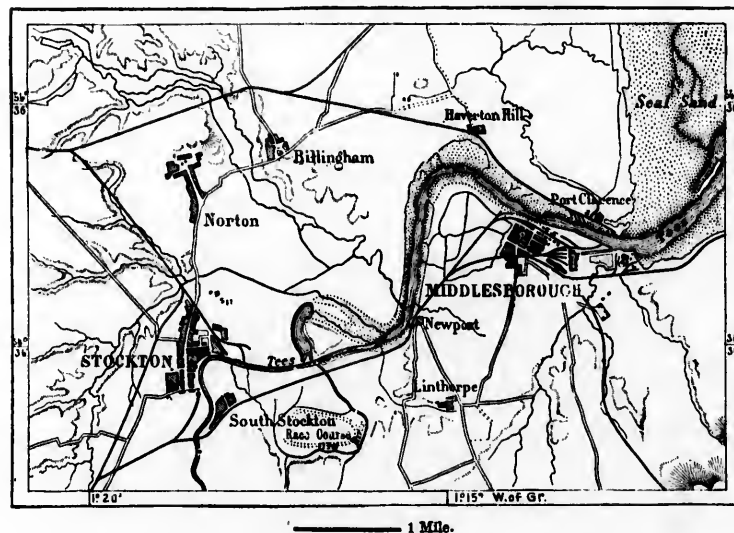 Seal Sand
Haverton Hill
Billingham
Port Clarence
Norton
MIDDLESBOROUGH
Newport
STOCKTON
Tees
Linthorpe
South Stockton
Race Course
1°20'
1°15' W. of Gr.
1 Mile.